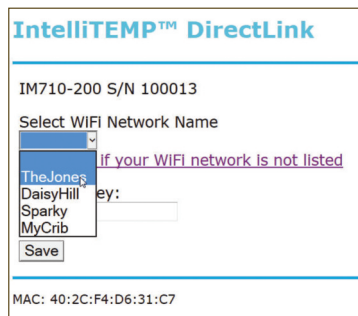 IntelliTEMP™ DirectLink
IM710-200 S/N 100013
Select WiFi Network Name
if your WiFi network is not listed
TheJones
DaisyHill ey:
Sparky
MyCrib
Save
MAC: 40:2C:F4:D6:31:C7